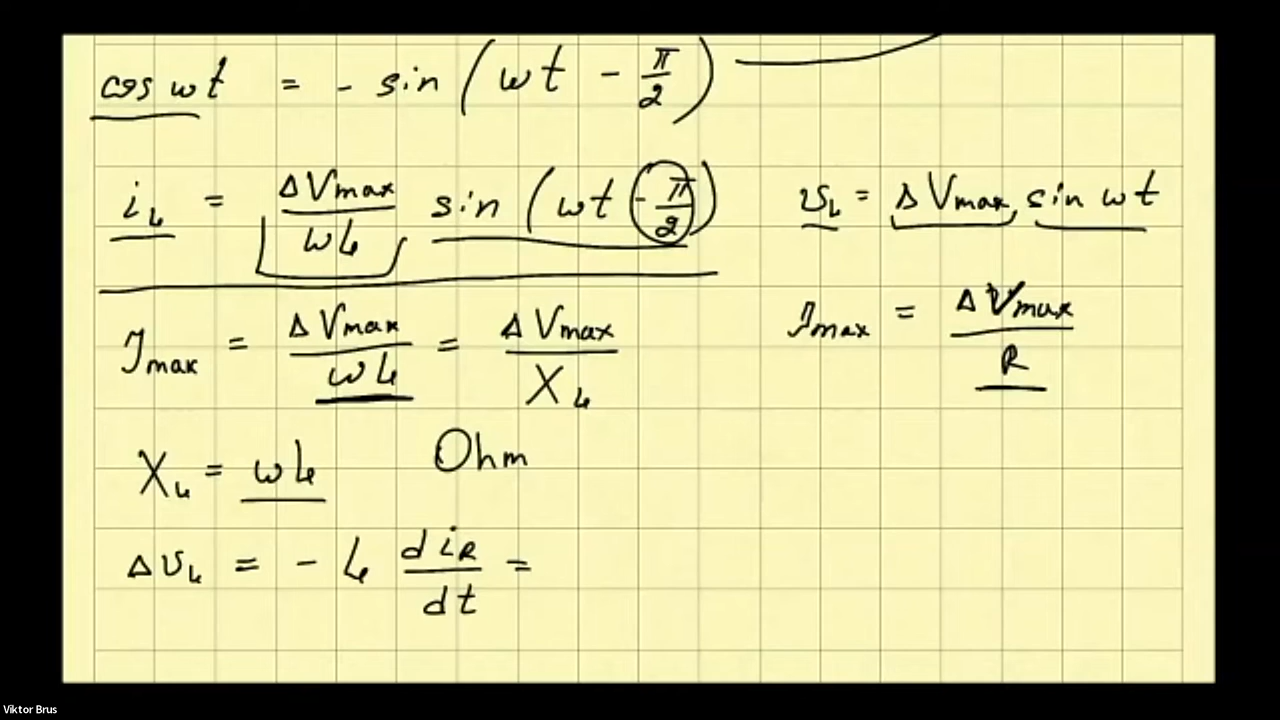 cos ωt = - sin (ωt - π/2)
i_L = ΔVmax/ωL sin (ωt - π/2)
v_L = ΔVmax sin ωt
Imax = ΔVmax/ωL = ΔVmax/X_L
Imax = ΔVmax/R
X_L = ωL Ohm
Δv_L = - L di_R/dt =
Viktor Brus